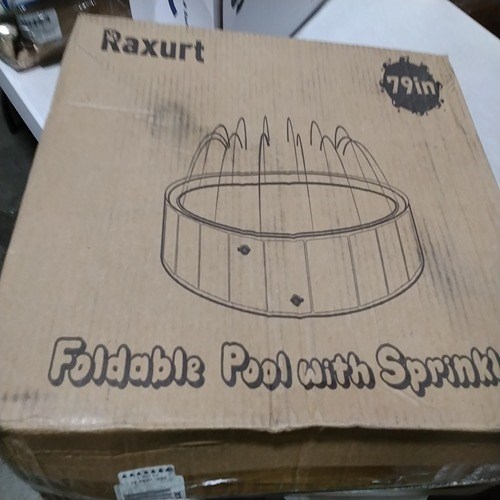 Raxurt
79in
Foldable Pool with Sprinkl